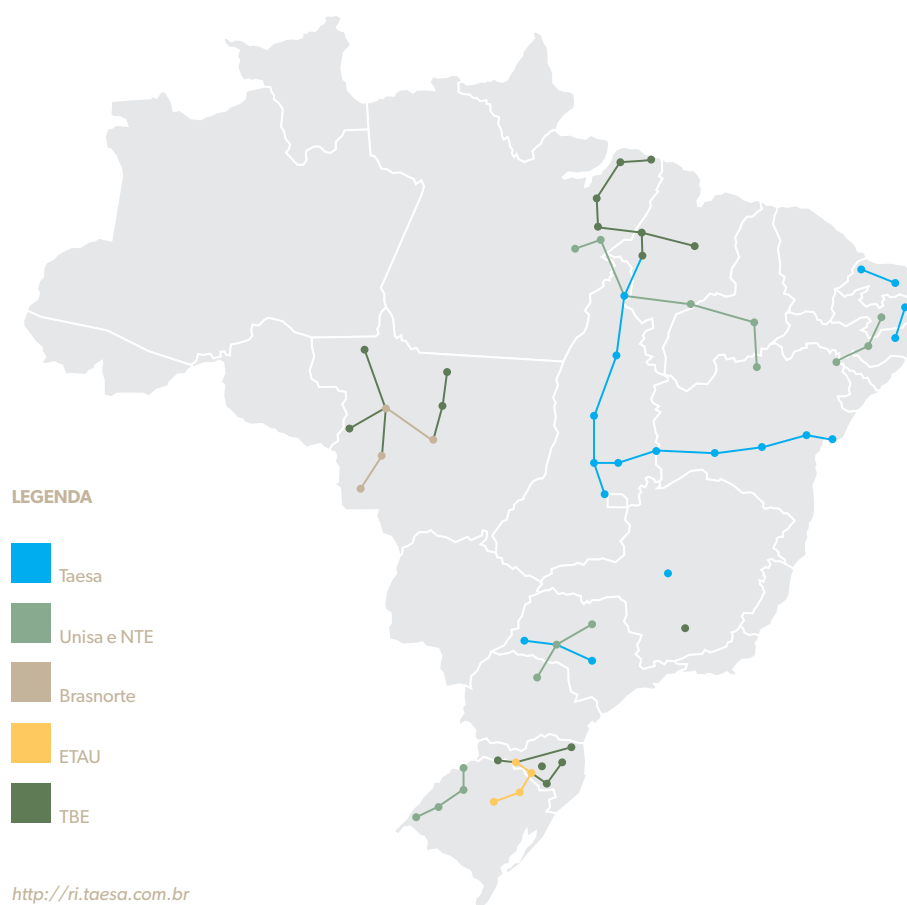 LEGENDA
Taesa
Unisa e NTE
Brasnorte
ETAU
TBE
http://ri.taesa.com.br